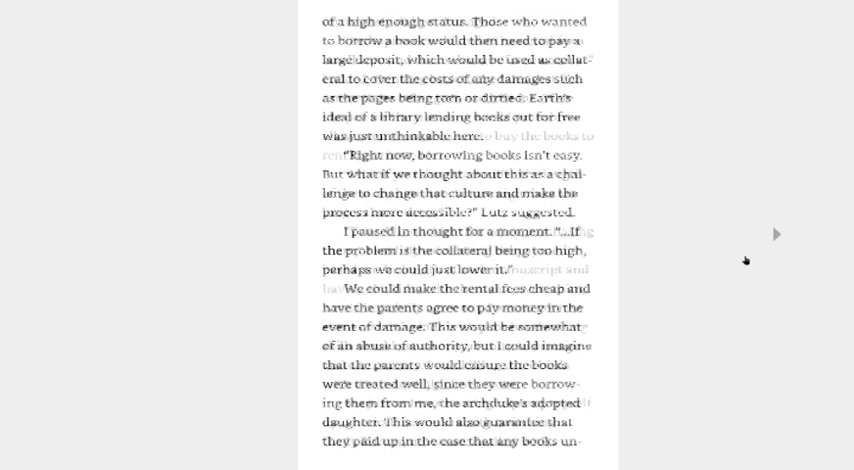 of a high enough status. Those who wanted
to borrow a book would then need to pay a
large deposit, which would be used as collat-
eral to cover the costs of any damages such
as the pages being torn or dirtied. Earth's
ideal of a library lending books out for free
was just unthinkable here.
"Right now, borrowing books isn't easy.
But what if we thought about this as a chal-
lenge to change that culture and make the
process more accessible?" Lutz suggested.
I paused in thought for a moment. "...If
the problem is the collateral being too high,
perhaps we could just lower it."
We could make the rental fees cheap and
have the parents agree to pay money in the
event of damage. This would be somewhat
of an abuse of authority, but I could imagine
that the parents would ensure the books
were treated well, since they were borrow-
ing them from me, the archduke's adopted
daughter. This would also guarantee that
they paid up in the case that any books un-